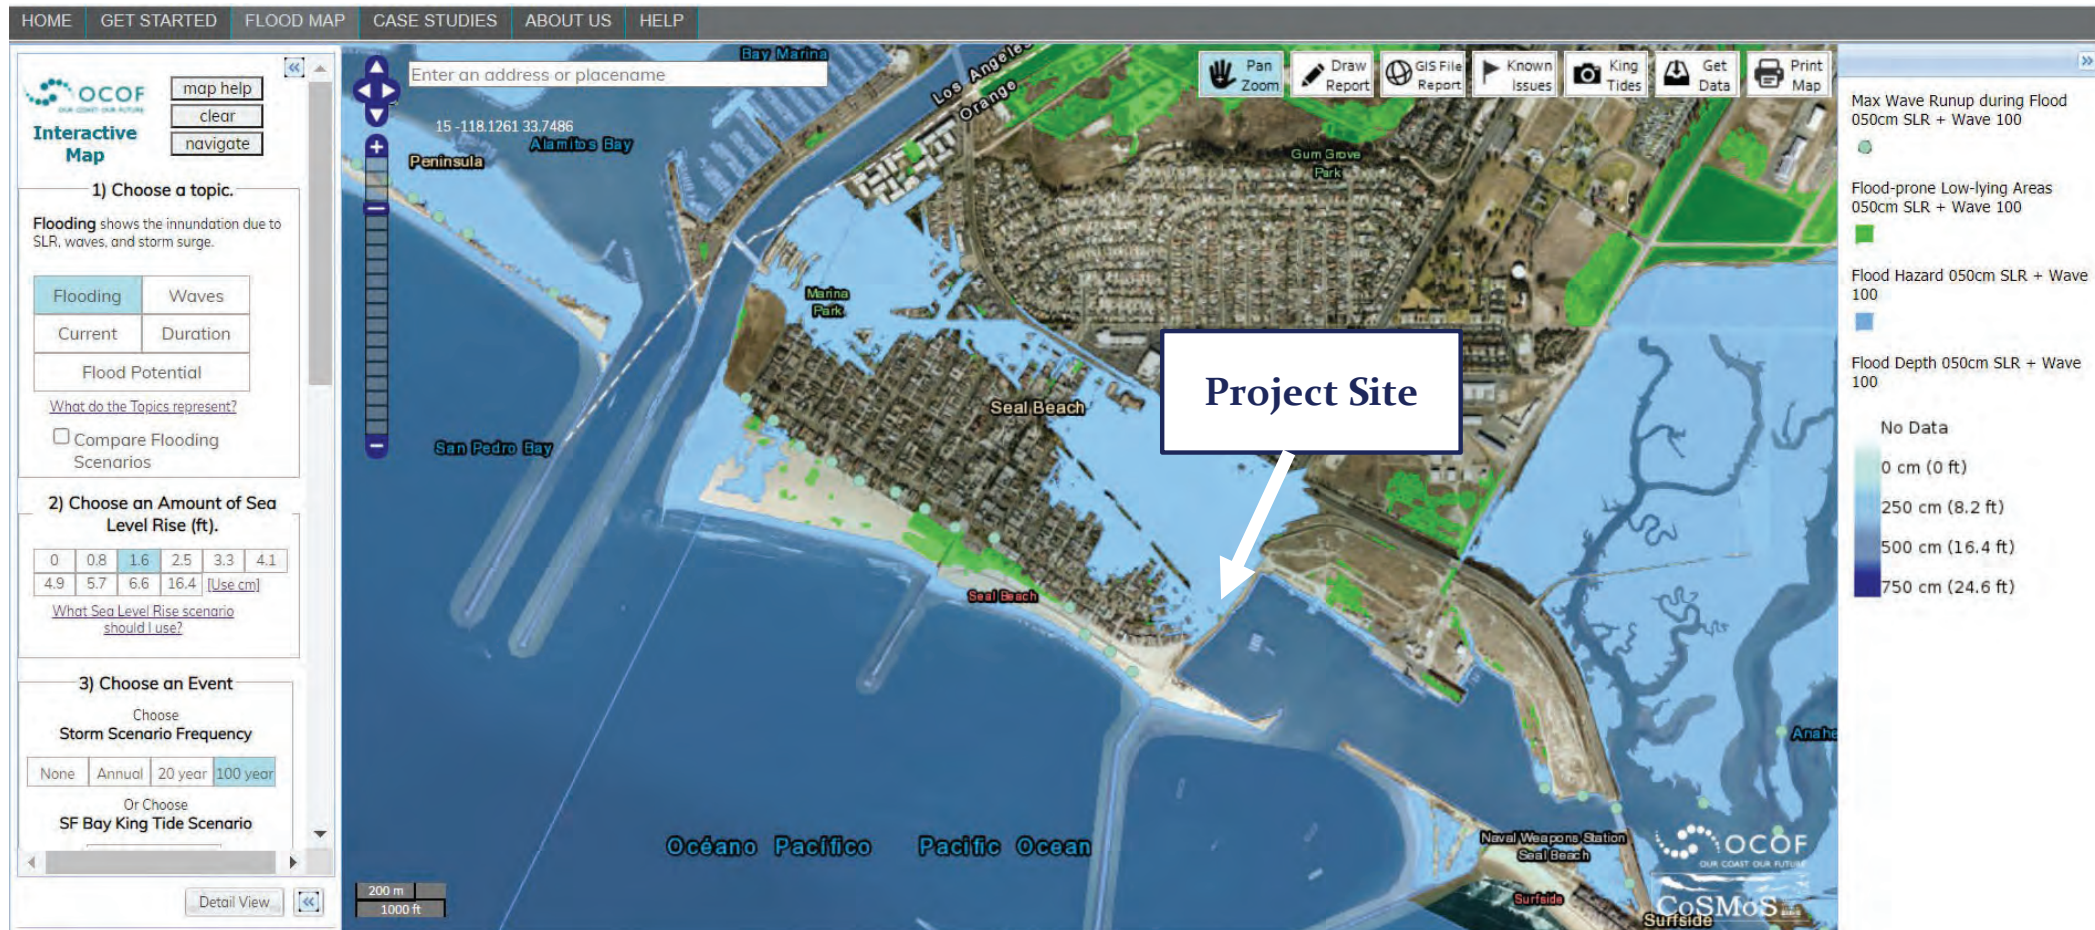 HOME GET STARTED FLOOD MAP CASE STUDIES ABOUT US HELP
OCOF
OUR COAST OUR FUTURE
Interactive
Map
map help
clear
navigate
1) Choose a topic.
Flooding shows the innundation due to
SLR, waves, and storm surge.
Flooding Waves
Current Duration
Flood Potential
What do the Topics represent?
Compare Flooding
Scenarios
2) Choose an Amount of Sea
Level Rise (ft).
0 0.8 1.6 2.5 3.3 4.1
4.9 5.7 6.6 16.4 [Use cm]
What Sea Level Rise scenario
should I use?
3) Choose an Event
Choose
Storm Scenario Frequency
None Annual 20 year 100 year
Or Choose
SF Bay King Tide Scenario
Detail View
Enter an address or placename
15 -118.1261 33.7486
Pan
Zoom
Draw
Report
GIS File
Report
Known
Issues
King
Tides
Get
Data
Print
Map
Bay Marina
Los Angeles
Orange
Alamitos Bay
Peninsula
Gum Grove
Park
Marina
Park
Project Site
Seal Beach
San Pedro Bay
Seal Beach
Anahe
Océano Pacífico Pacific Ocean
Naval Weapons Station
Seal Beach
Surfside
Surfside
200 m
1000 ft
OCOF
OUR COAST OUR FUTURE
CoSMoS
Max Wave Runup during Flood
050cm SLR + Wave 100
Flood-prone Low-lying Areas
050cm SLR + Wave 100
Flood Hazard 050cm SLR + Wave
100
Flood Depth 050cm SLR + Wave
100
No Data
0 cm (0 ft)
250 cm (8.2 ft)
500 cm (16.4 ft)
750 cm (24.6 ft)